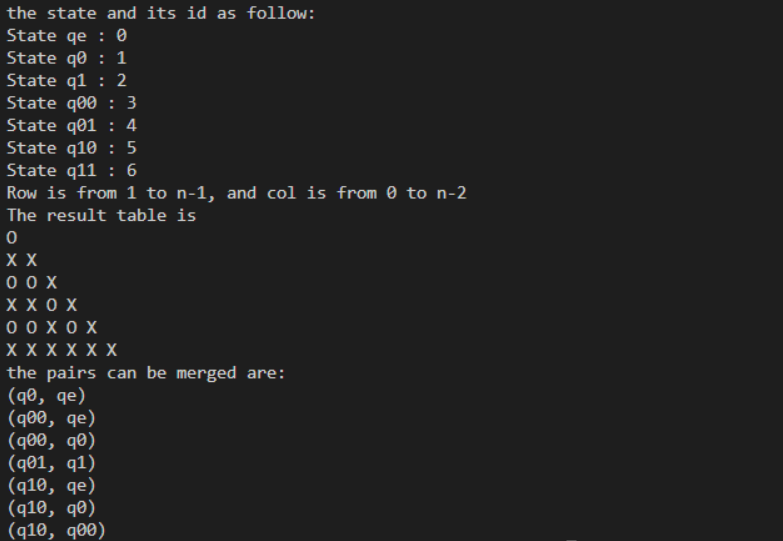 the state and its id as follow:
State qe : 0
State q0 : 1
State q1 : 2
State q00 : 3
State q01 : 4
State q10 : 5
State q11 : 6
Row is from 1 to n-1, and col is from 0 to n-2
The result table is
O
X X
O O X
X X O X
O O X O X
X X X X X X
the pairs can be merged are:
(q0, qe)
(q00, qe)
(q00, q0)
(q01, q1)
(q10, qe)
(q10, q0)
(q10, q00)